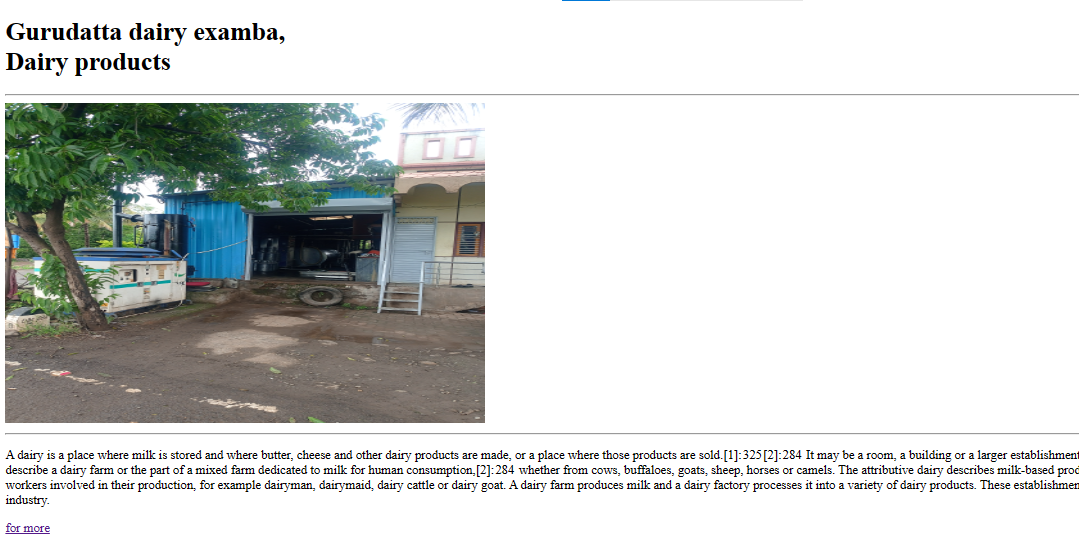 Gurudatta dairy examba,
Dairy products
A dairy is a place where milk is stored and where butter, cheese and other dairy products are made, or a place where those products are sold.[1]:325[2]:284 It may be a room, a building or a larger establishment
describe a dairy farm or the part of a mixed farm dedicated to milk for human consumption,[2]:284 whether from cows, buffaloes, goats, sheep, horses or camels. The attributive dairy describes milk-based
workers involved in their production, for example dairyman, dairymaid, dairy cattle or dairy goat. A dairy farm produces milk and a dairy factory processes it into a variety of dairy products. These
industry.
for more